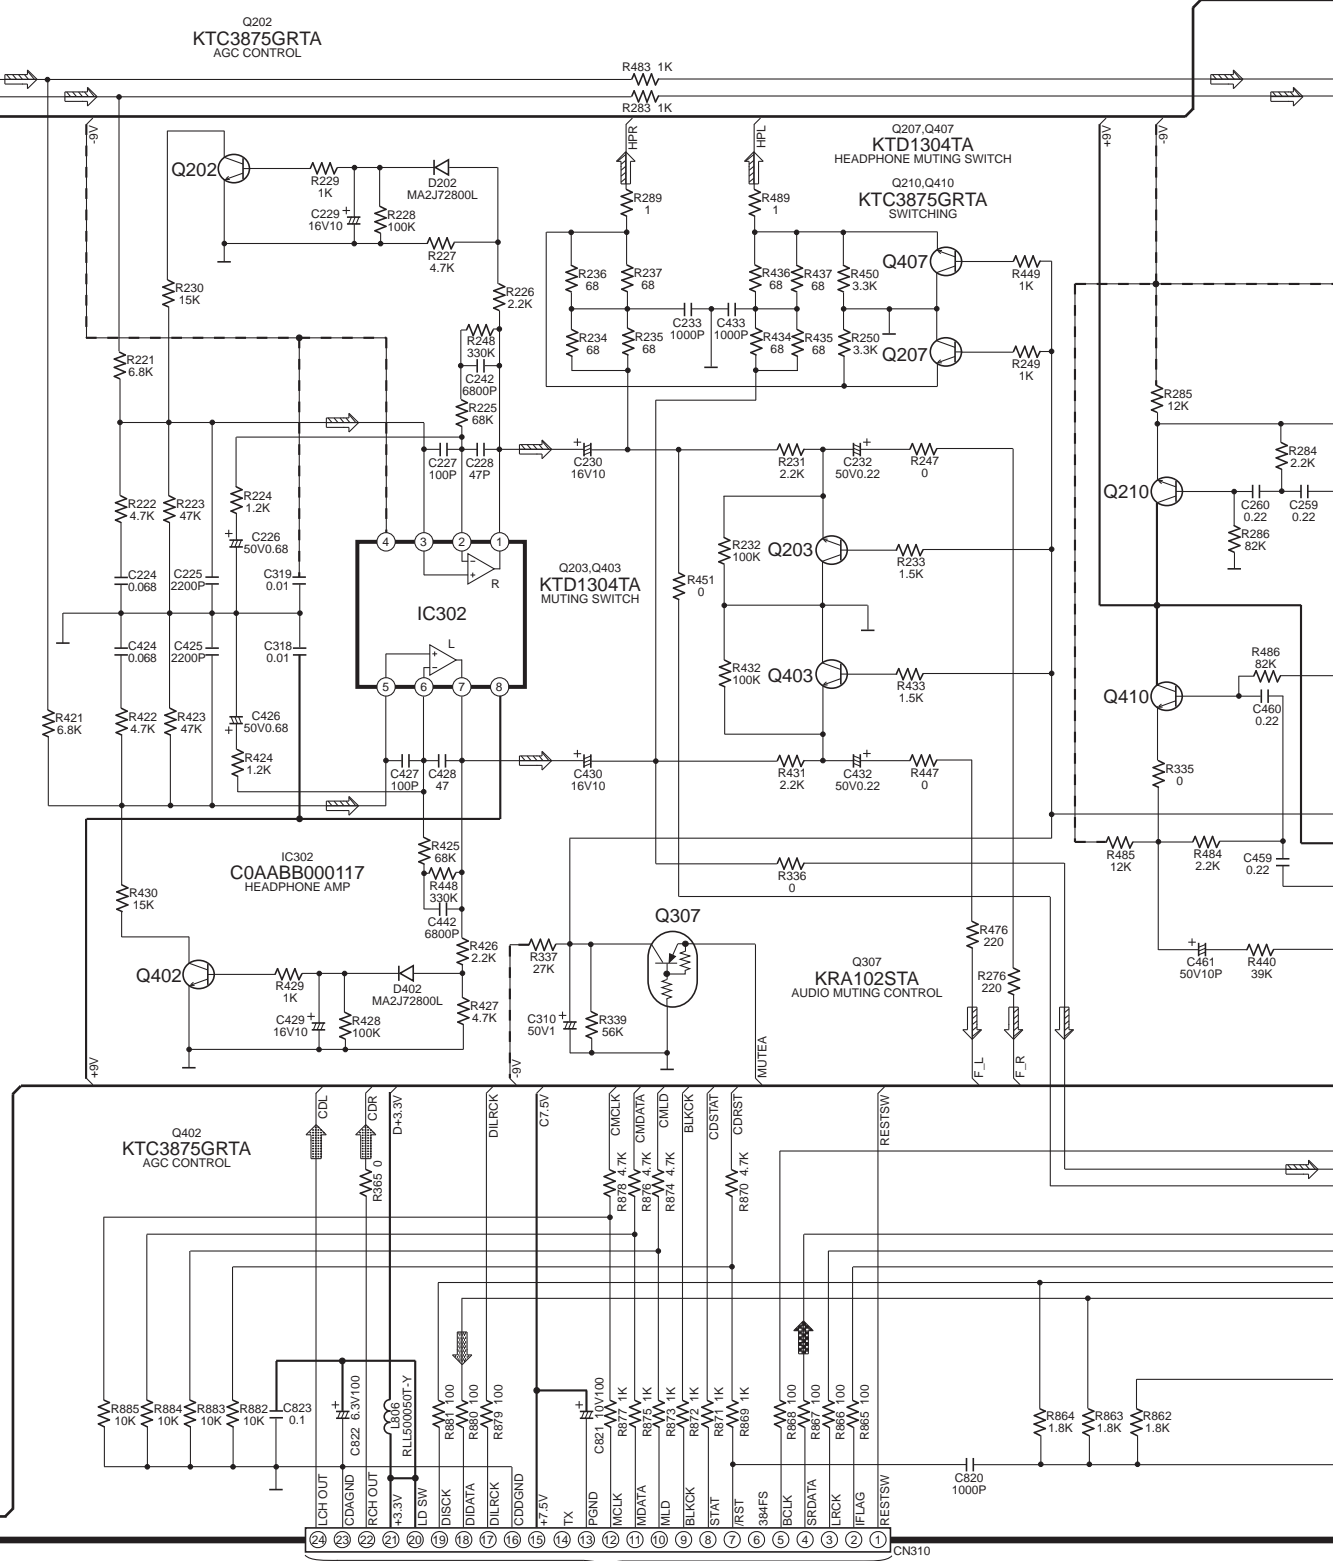 Q202
KTC3875GRTA
AGC CONTROL
R483 1K
R283 1K
-9V
HPR
HPL
Q207,Q407
KTD1304TA
HEADPHONE MUTING SWITCH
Q210,Q410
KTC3875GRTA
SWITCHING
+9V
-9V
Q202
R229
1K
D202
MA2J72800L
C229
16V10
+
R228
100K
R227
4.7K
R289
1
R489
1
R230
15K
R226
2.2K
R236
68
R237
68
R436
68
R437
68
R450
3.3K
Q407
R449
1K
C233
1000P
C433
1000P
R248
330K
R234
68
R235
68
R434
68
R435
68
R250
3.3K
Q207
R249
1K
R221
6.8K
C242
6800P
R225
68K
R285
12K
C227
100P
C228
47P
+
C230
16V10
R231
2.2K
+
C232
50V0.22
R247
0
R284
2.2K
R222
4.7K
R223
47K
R224
1.2K
Q210
C260
0.22
C259
0.22
R286
82K
+
C226
50V0.68
4
3
2
1
R
R232
100K
Q203
R233
1.5K
C224
0.068
C225
2200P
C319
0.01
Q203,Q403
KTD1304TA
MUTING SWITCH
R451
0
IC302
C424
0.068
C425
2200P
C318
0.01
L
R432
100K
Q403
R433
1.5K
R486
82K
Q410
C460
0.22
5
6
7
8
R421
6.8K
R422
4.7K
R423
47K
C426
50V0.68
+
R424
1.2K
C427
100P
C428
47
+
C430
16V10
R431
2.2K
+
C432
50V0.22
R447
0
R335
0
IC302
C0AABB000117
HEADPHONE AMP
R425
68K
R448
330K
C442
6800P
R336
0
R485
12K
R484
2.2K
C459
0.22
R430
15K
Q402
R429
1K
D402
MA2J72800L
R426
2.2K
R427
4.7K
C429
16V10
+
R428
100K
R337
27K
Q307
Q307
KRA102STA
AUDIO MUTING CONTROL
R476
220
R276
220
+
C461
50V10P
R440
39K
C310
50V1
+
R339
56K
+9V
-9V
MUTEA
F_L
F_R
Q402
KTC3875GRTA
AGC CONTROL
CDL
CDR
D+3.3V
DILRCK
C7.5V
CMCLK
CMDATA
CMLD
BLKCK
CDSTAT
CDRST
RESTSW
R365 0
R878 4.7K
R876 4.7K
R874 4.7K
R870 4.7K
R885
10K
R884
10K
R883
10K
R882
10K
C823
0.1
+
C822 6.3V100
L806
RLL500050T-Y
R881 100
R880 100
R879 100
+
C821 10V100
R877 1K
R875 1K
R873 1K
R872 1K
R871 1K
R869 1K
R868 100
R867 100
R866 100
R865 100
R864
1.8K
R863
1.8K
R862
1.8K
C820
1000P
LCH OUT
CDAGND
RCH OUT
+3.3V
LD SW
DISCK
DIDATA
DILRCK
CDDGND
+7.5V
TX
PGND
MCLK
MDATA
MLD
BLKCK
STAT
/RST
384FS
BCLK
SRDATA
LRCK
IFLAG
RESTSW
24 23 22 21 20 19 18 17 16 15 14 13 12 11 10 9 8 7 6 5 4 3 2 1
CN310